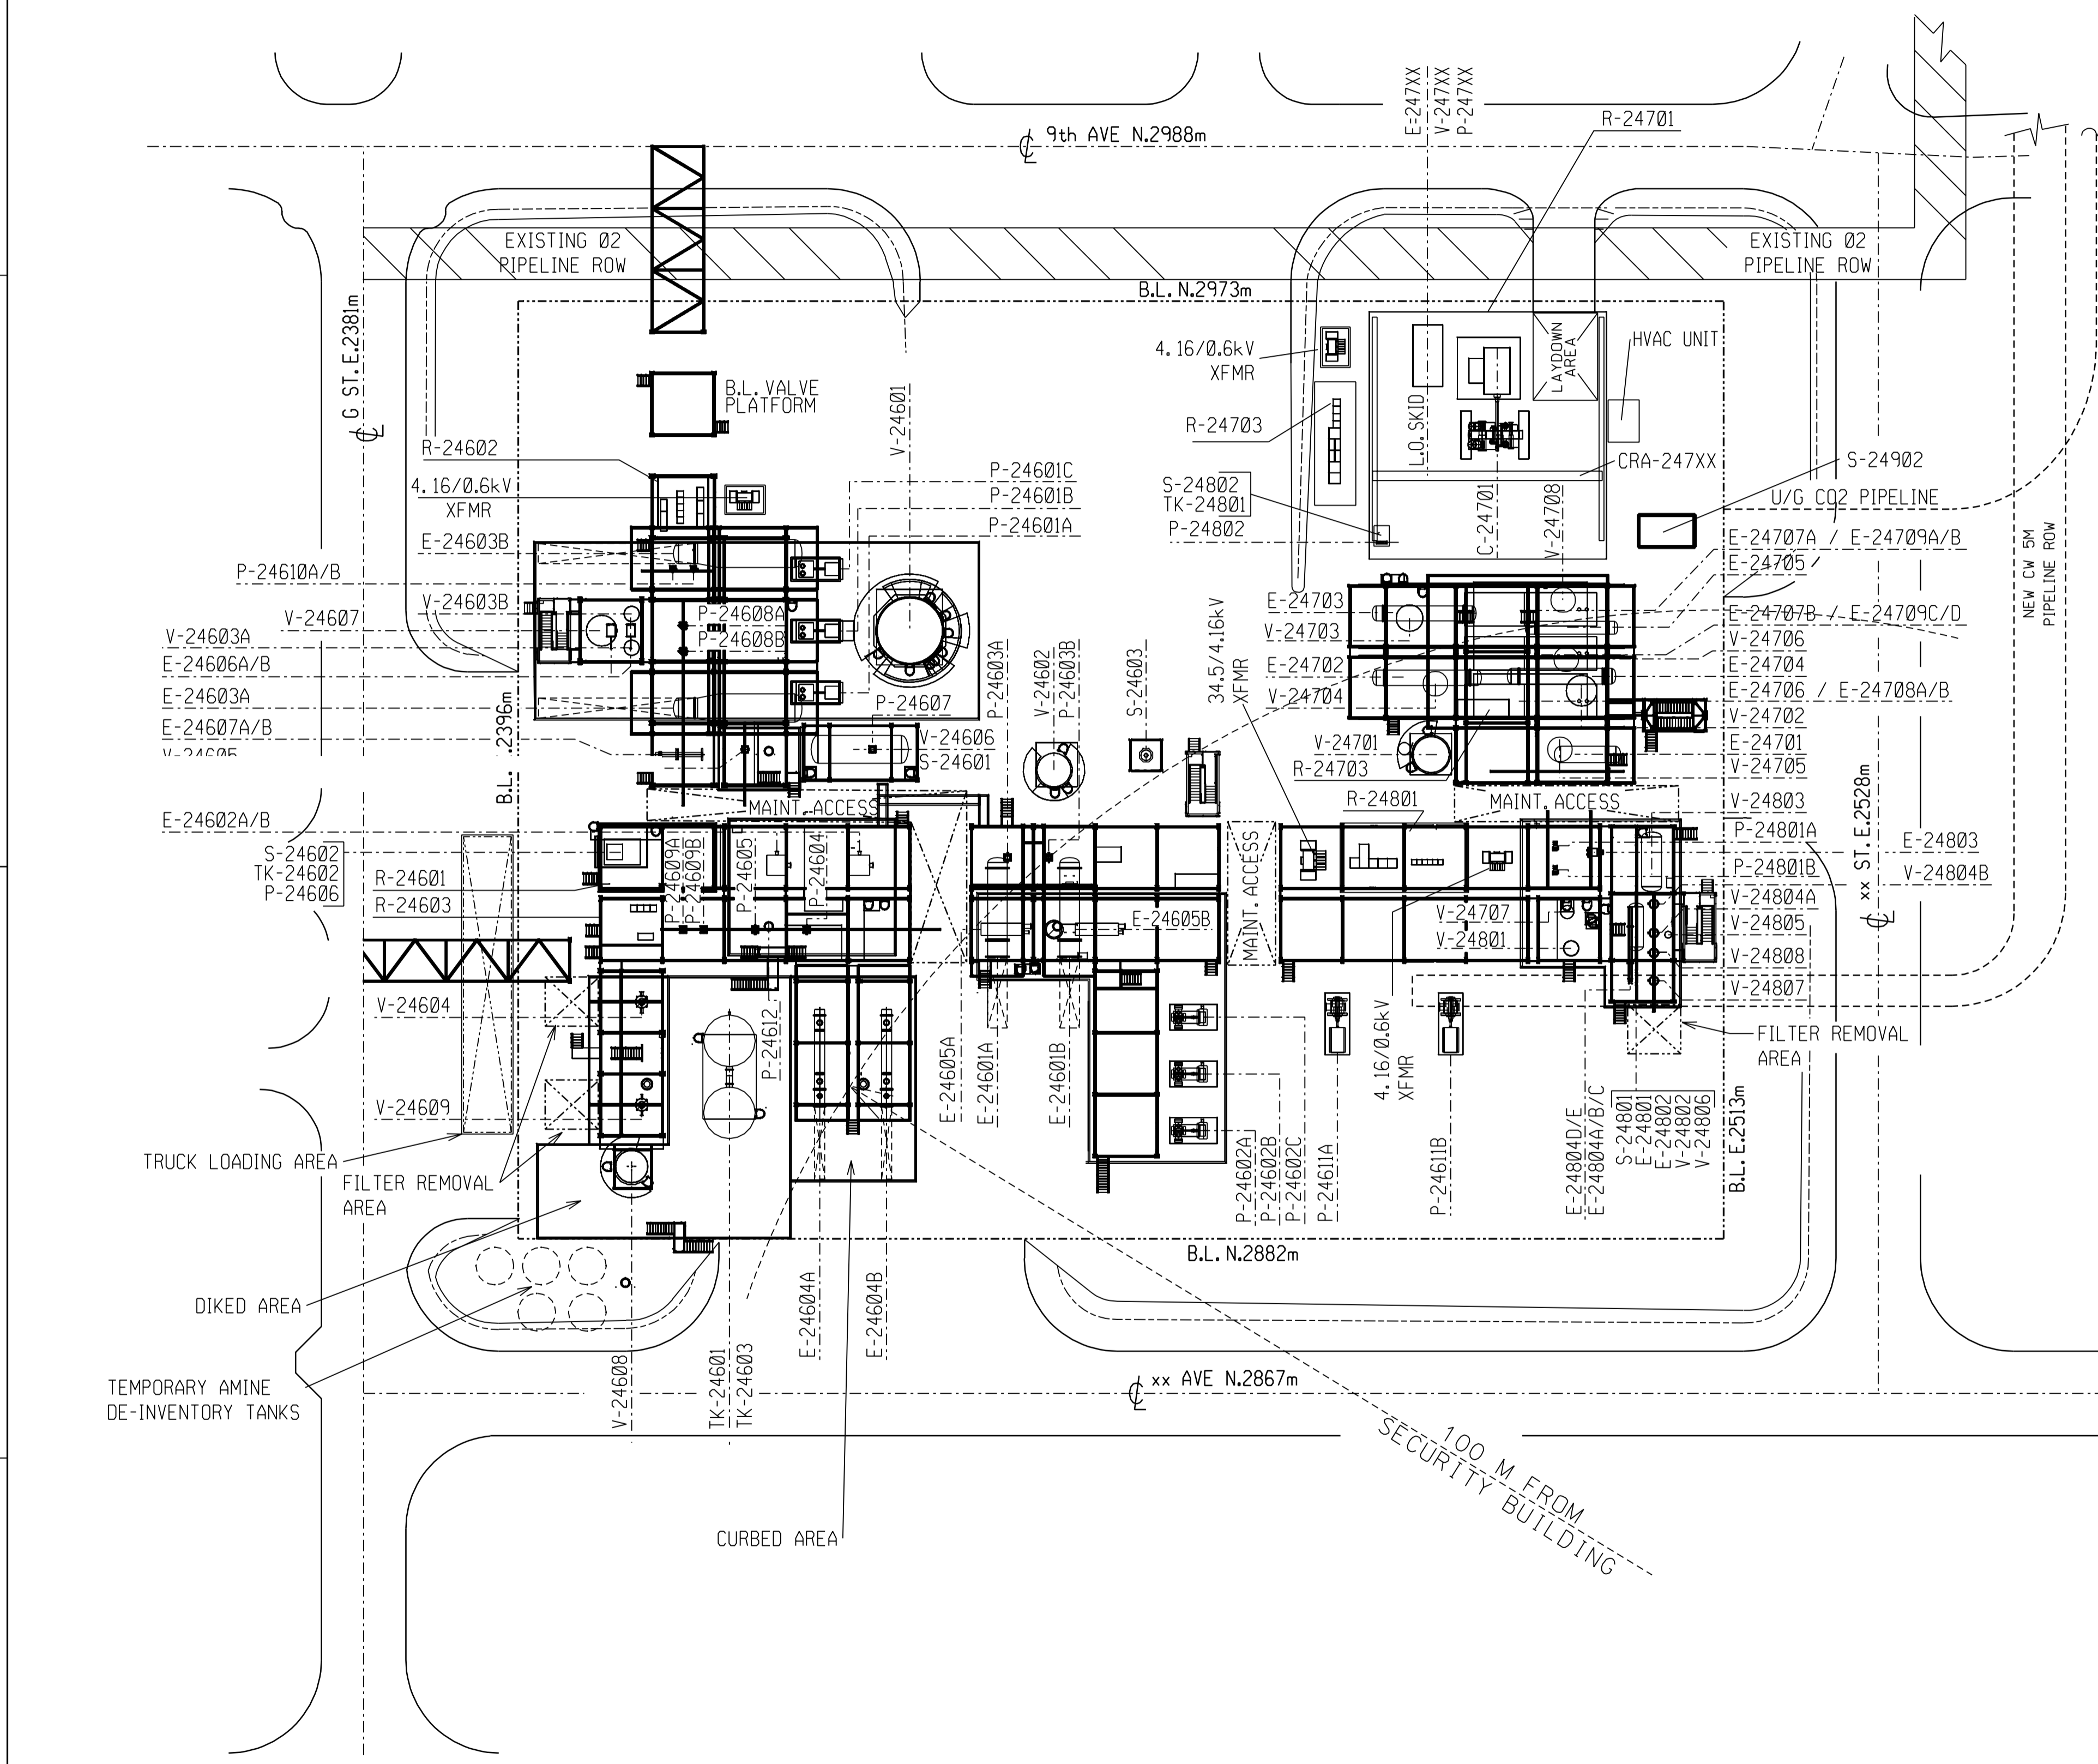 E-247XX
V-247XX
P-247XX
R-24701
9th AVE N.2988m
EXISTING Ø2
PIPELINE ROW
EXISTING Ø2
PIPELINE ROW
B.L. N.2973m
G ST. E.2381m
4.16/0.6kV
XFMR
LAYDOWN
AREA
HVAC UNIT
B.L. VALVE
PLATFORM
V-24601
R-24703
L.O. SKID
R-24602
4.16/0.6kV
XFMR
P-24601C
P-24601B
P-24601A
S-24802
TK-24801
P-24802
C-24701
V-24708
CRA-247XX
S-24902
U/G CO2 PIPELINE
NEW CW 5M
PIPELINE ROW
E-24603B
P-24610A/B
V-24603B
V-24607
V-24603A
E-24606A/B
E-24603A
E-24607A/B
P-24608A
P-24608B
P-24607
V-24606
S-24601
P-24603A
V-24602
P-24603B
S-24603
34.5/4.16kV
XFMR
E-24703
V-24703
E-24702
V-24704
V-24701
R-24703
E-24707A / E-24709A/B
E-24705
E-24707B / E-24709C/D
V-24706
E-24704
E-24706 / E-24708A/B
V-24702
E-24701
V-24705
V-24605
B.L. .2396m
MAINT. ACCESS
R-24801
MAINT. ACCESS
V-24803
P-24801A
E-24803
P-24801B
V-24804B
V-24804A
V-24805
V-24808
V-24807
xx ST. E.2528m
E-24602A/B
S-24602
TK-24602
P-24606
R-24601
R-24603
P-24609A
P-24609B
P-24605
P-24604
E-24605B
MAINT. ACCESS
V-24707
V-24801
V-24604
V-24609
P-24612
E-24605A
E-24601A
E-24601B
4.16/0.6kV
XFMR
FILTER REMOVAL
AREA
TRUCK LOADING AREA
FILTER REMOVAL
AREA
P-24602A
P-24602B
P-24602C
P-24611A
P-24611B
E-24804D/E
E-24804A/B/C
S-24801
E-24801
E-24802
V-24802
V-24806
B.L. E.2513m
B.L. N.2882m
DIKED AREA
TEMPORARY AMINE
DE-INVENTORY TANKS
V-24608
TK-24601
TK-24603
E-24604A
E-24604B
xx AVE N.2867m
CURBED AREA
100 M FROM
SECURITY BUILDING